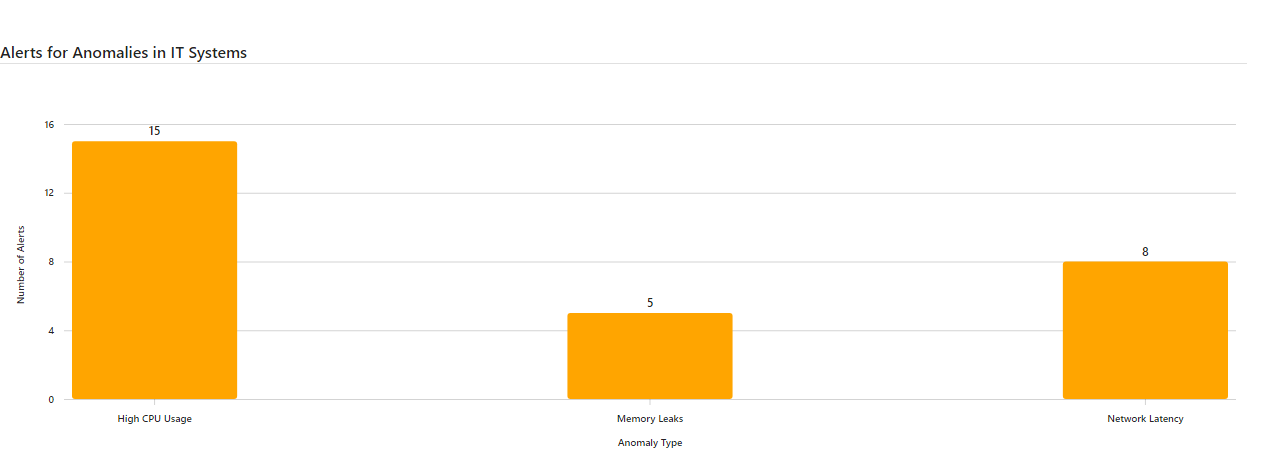 Alerts for Anomalies in IT Systems
16
15
12
Number of Alerts
8
8
5
4
0
High CPU Usage
Memory Leaks
Network Latency
Anomaly Type